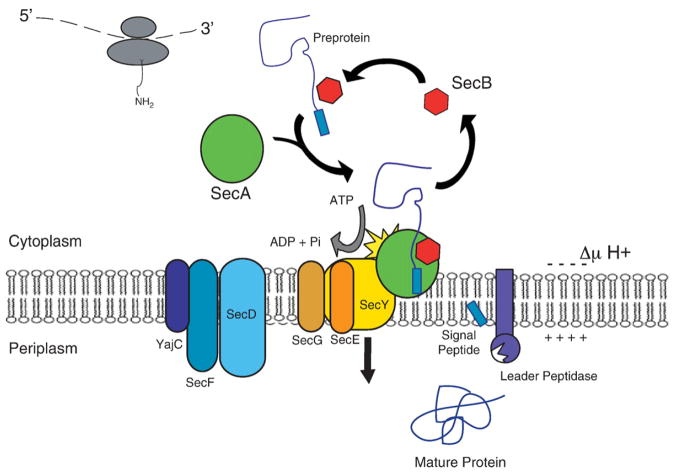 5’
3’
NH2
Preprotein
SecB
SecA
ATP
ADP + Pi
Cytoplasm
Δμ H+
- - - - -
SecD
SecY
YajC
SecG
SecE
SecF
Periplasm
Signal
Peptide
+ + + +
Leader Peptidase
Mature Protein